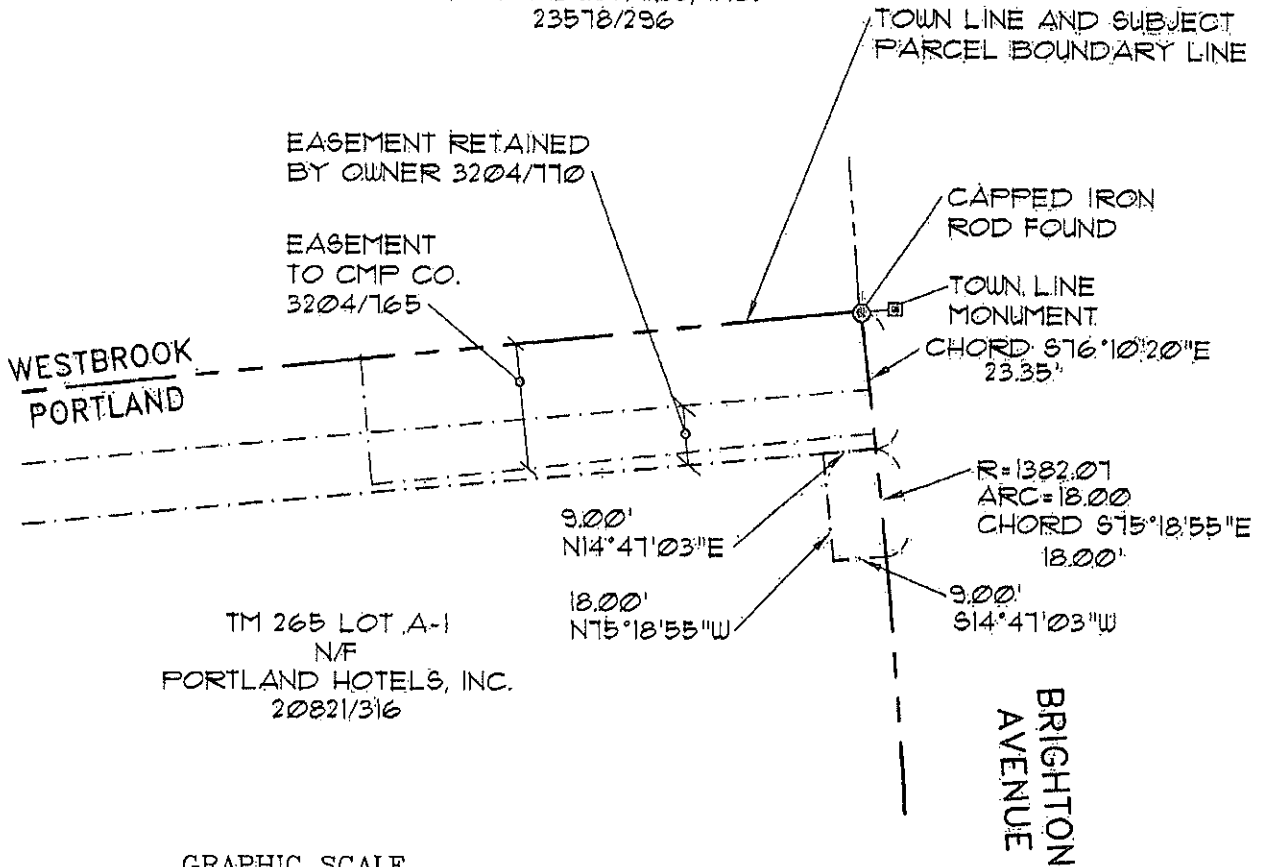 23578/296
TOWN LINE AND SUBJECT
PARCEL BOUNDARY LINE
EASEMENT RETAINED
BY OWNER 3204/770
CAPPED IRON
ROD FOUND
EASEMENT
TO CMP CO.
3204/765
TOWN LINE
MONUMENT
CHORD S76°10'20"E
23.35'
WESTBROOK
PORTLAND
R=1382.07
ARC=18.00
CHORD S75°18'55"E
18.00'
9.00'
N14°47'03"E
18.00'
N75°18'55"W
9.00'
S14°47'03"W
TM 265 LOT A-1
N/F
PORTLAND HOTELS, INC.
20821/316
BRIGHTON
AVENUE
GRAPHIC SCALE